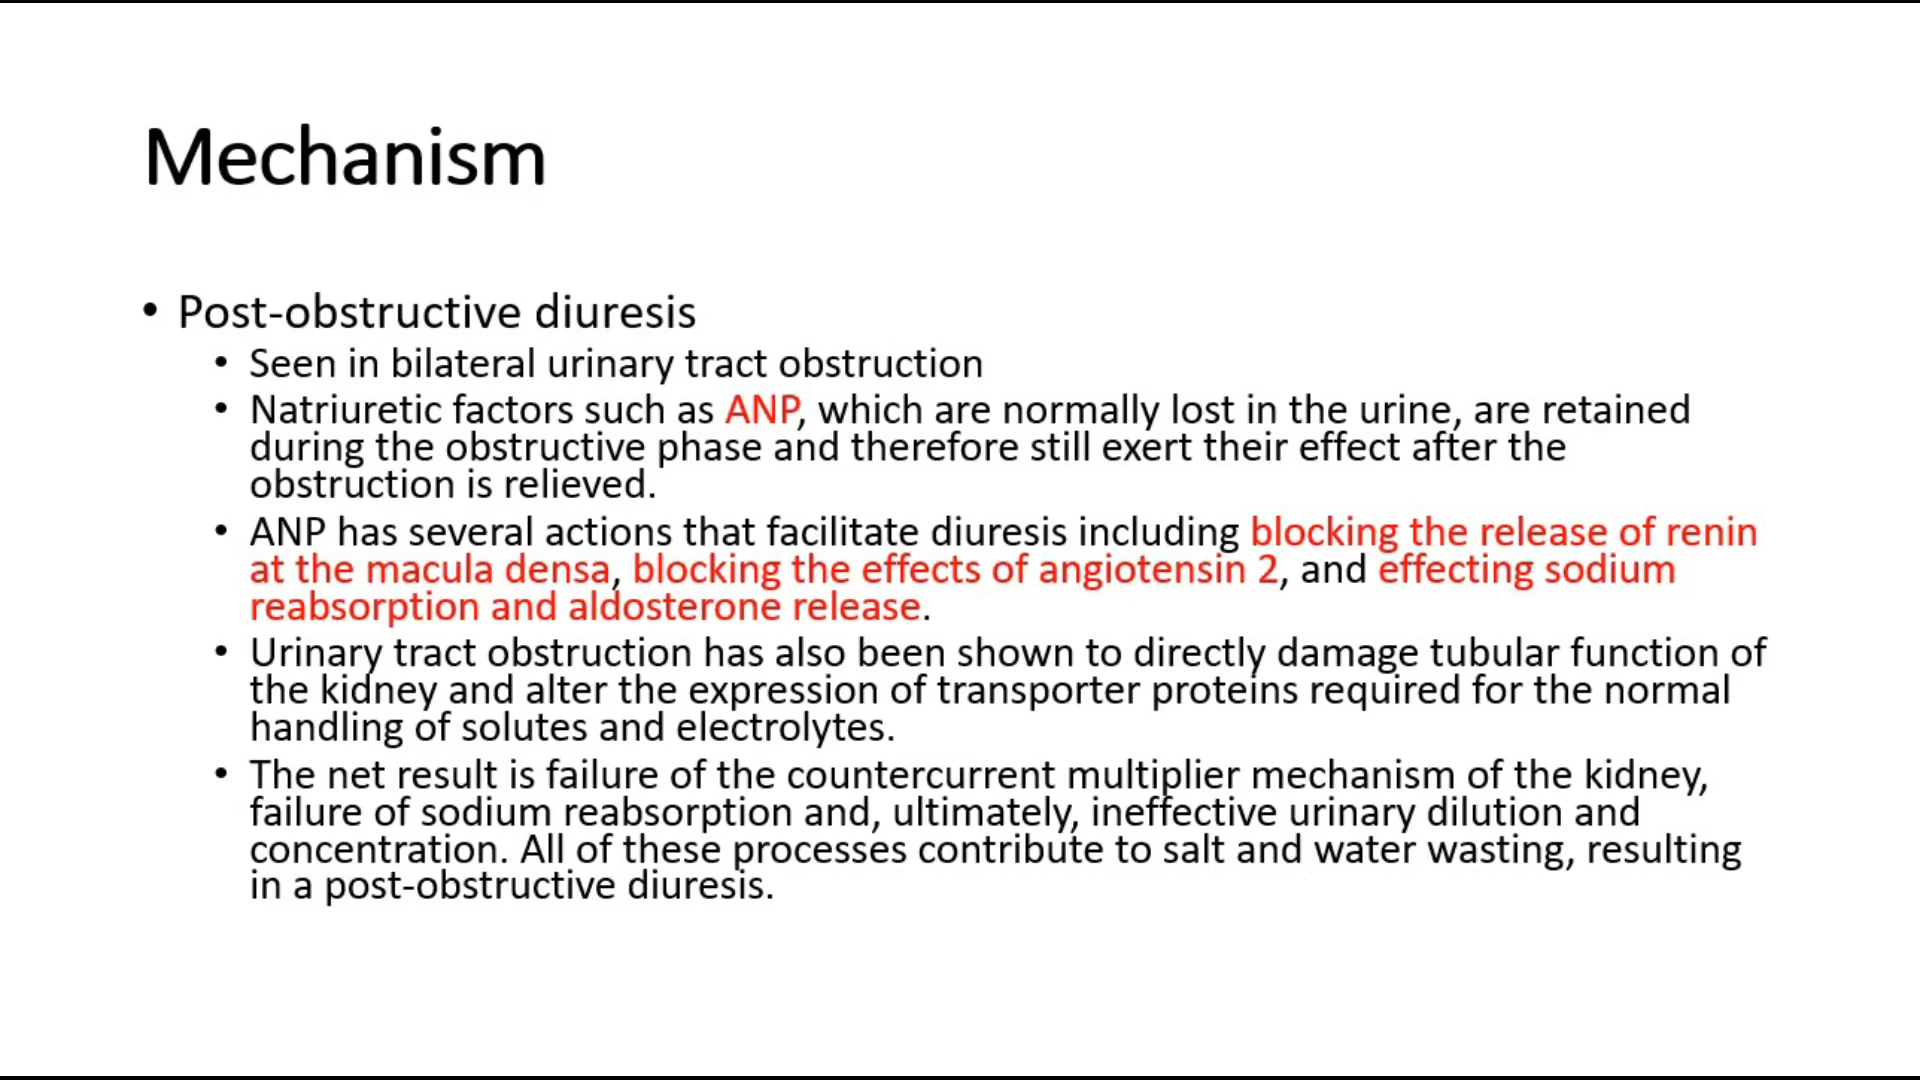 Mechanism
• Post-obstructive diuresis
• Seen in bilateral urinary tract obstruction
• Natriuretic factors such as ANP, which are normally lost in the urine, are retained
during the obstructive phase and therefore still exert their effect after the
obstruction is relieved.
• ANP has several actions that facilitate diuresis including blocking the release of renin
at the macula densa, blocking the effects of angiotensin 2, and effecting sodium
reabsorption and aldosterone release.
• Urinary tract obstruction has also been shown to directly damage tubular function of
the kidney and alter the expression of transporter proteins required for the normal
handling of solutes and electrolytes.
• The net result is failure of the countercurrent multiplier mechanism of the kidney,
failure of sodium reabsorption and, ultimately, ineffective urinary dilution and
concentration. All of these processes contribute to salt and water wasting, resulting
in a post-obstructive diuresis.